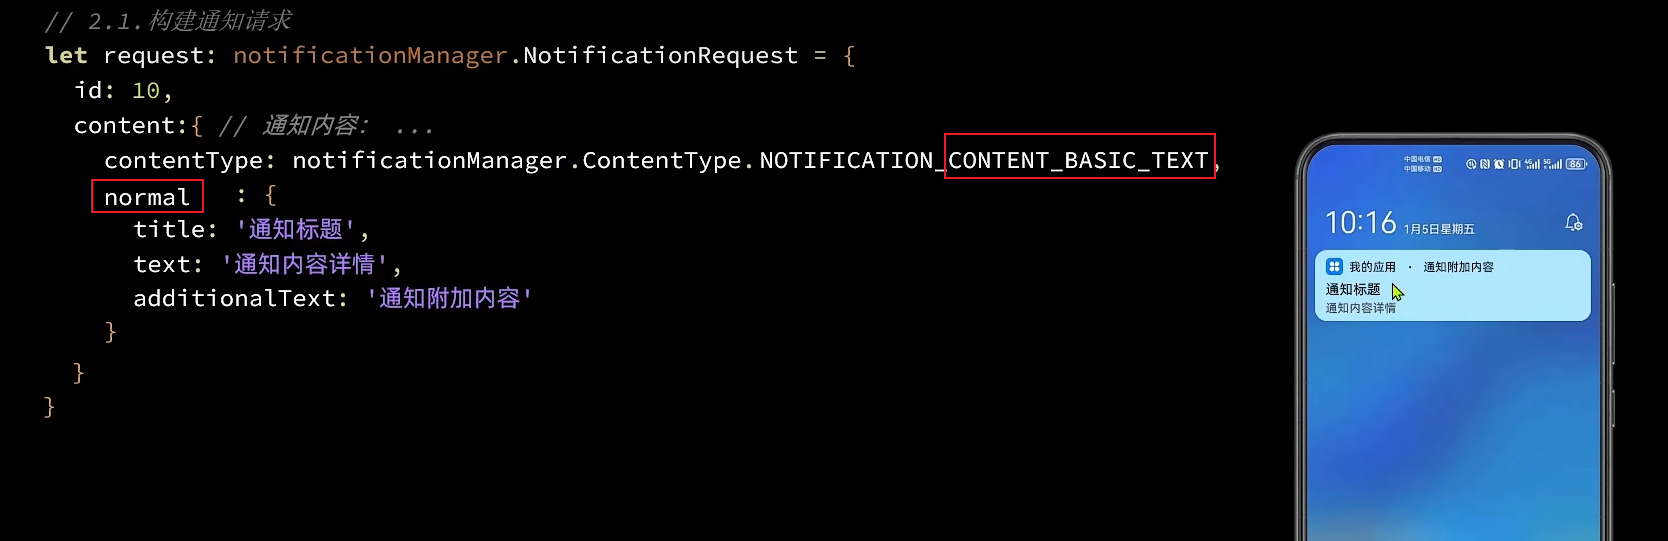 // 2.1.构建通知请求
let request: notificationManager.NotificationRequest = {
id: 10,
content:{ // 通知内容： ...
contentType: notificationManager.ContentType.NOTIFICATION_CONTENT_BASIC_TEXT,
normal : {
title: '通知标题',
text: '通知内容详情',
additionalText: '通知附加内容'
}
}
}
中国电信 HD
中国移动 HD
4G 5G 86
10:16 1月5日星期五
我的应用 · 通知附加内容
通知标题
通知内容详情